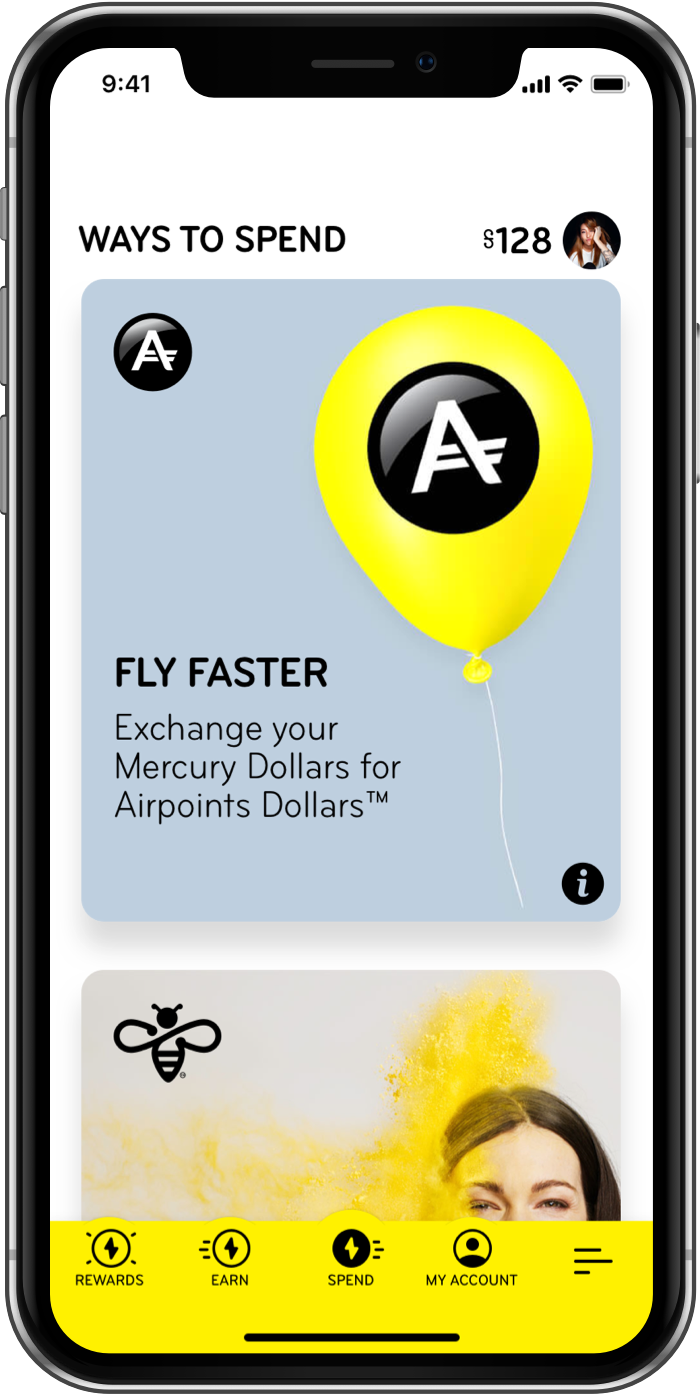 9:41
WAYS TO SPEND
$128
FLY FASTER
Exchange your
Mercury Dollars for
Airpoints Dollars™
REWARDS
EARN
SPEND
MY ACCOUNT